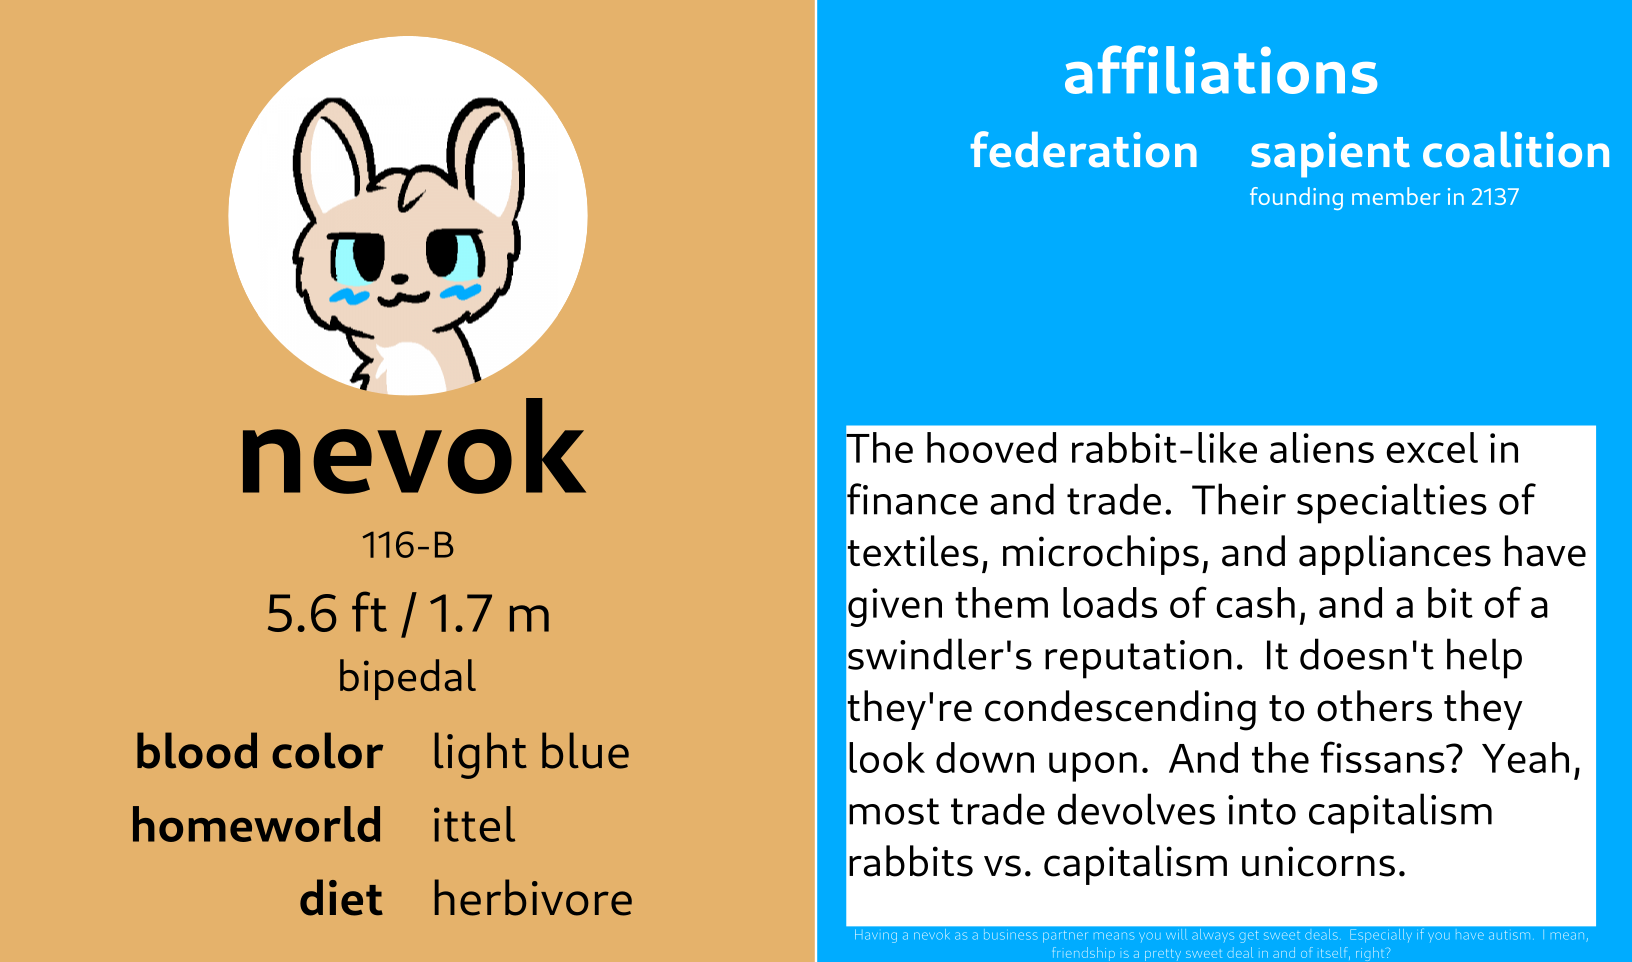 nevok
116-B
5.6 ft / 1.7 m
bipedal
blood color light blue
homeworld ittel
diet herbivore
affiliations
federation sapient coalition
founding member in 2137
The hooved rabbit-like aliens excel in
finance and trade.  Their specialties of
textiles, microchips, and appliances have
given them loads of cash, and a bit of a
swindler's reputation.  It doesn't help
they're condescending to others they
look down upon.  And the fissans?  Yeah,
most trade devolves into capitalism
rabbits vs. capitalism unicorns.
Having a nevok as a business partner means you will always get sweet deals.  Especially if you have autism.  I mean,
friendship is a pretty sweet deal in and of itself, right?